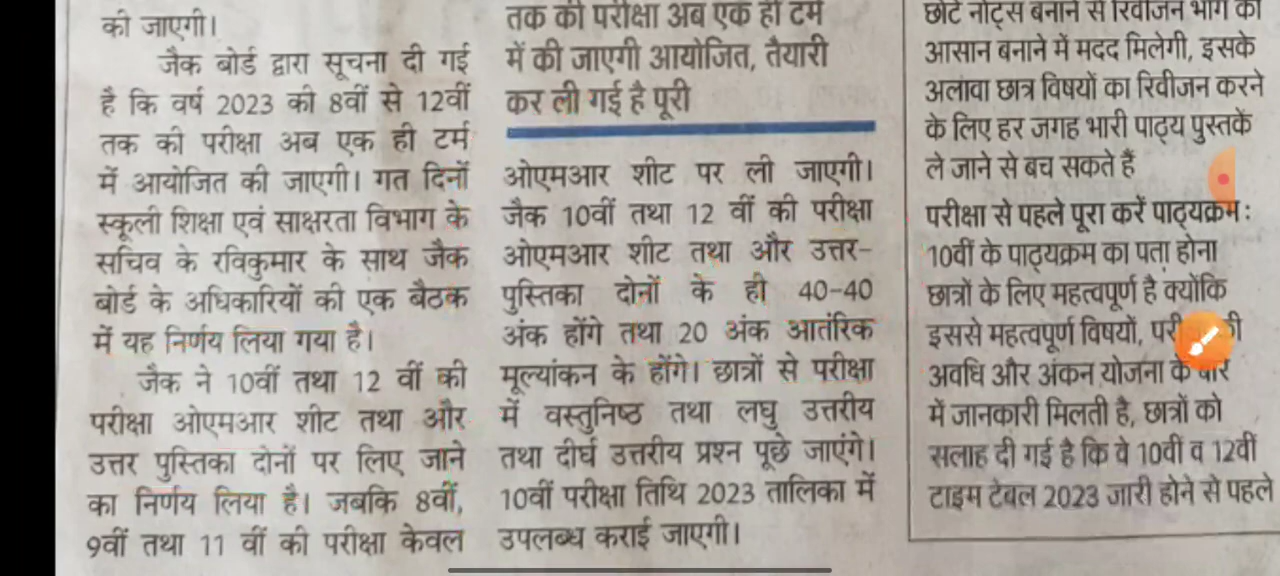 की जाएगी।
जैक बोर्ड द्वारा सूचना दी गई
है कि वर्ष 2023 की 8वीं से 12वीं
तक की परीक्षा अब एक ही टर्म
में आयोजित की जाएगी। गत दिनों
स्कूली शिक्षा एवं साक्षरता विभाग के
सचिव के रविकुमार के साथ जैक
बोर्ड के अधिकारियों की एक बैठक
में यह निर्णय लिया गया है।
जैक ने 10वीं तथा 12 वीं की
परीक्षा ओएमआर शीट तथा और
उत्तर पुस्तिका दोनों पर लिए जाने
का निर्णय लिया है। जबकि 8वीं,
9वीं तथा 11 वीं की परीक्षा केवल
तक की परीक्षा अब एक ही टर्म
में की जाएगी आयोजित, तैयारी
कर ली गई है पूरी
ओएमआर शीट पर ली जाएगी।
जैक 10वीं तथा 12 वीं की परीक्षा
ओएमआर शीट तथा और उत्तर-
पुस्तिका दोनों के ही 40-40
अंक होंगे तथा 20 अंक आतंरिक
मूल्यांकन के होंगे। छात्रों से परीक्षा
में वस्तुनिष्ठ तथा लघु उत्तरीय
तथा दीर्घ उत्तरीय प्रश्न पूछे जाएंगे।
10वीं परीक्षा तिथि 2023 तालिका में
उपलब्ध कराई जाएगी।
छोटे नोट्स बनाने से रिवीजन भाग को
आसान बनाने में मदद मिलेगी, इसके
अलावा छात्र विषयों का रिवीजन करने
के लिए हर जगह भारी पाठ्य पुस्तकें
ले जाने से बच सकते हैं
परीक्षा से पहले पूरा करें पाठ्यक्रम:
10वीं के पाठ्यक्रम का पता होना
छात्रों के लिए महत्वपूर्ण है क्योंकि
इससे महत्वपूर्ण विषयों, की
अवधि और अंकन योजना के बारे
में जानकारी मिलती है, छात्रों को
सलाह दी गई है कि वे 10वीं व 12वीं
टाइम टेबल 2023 जारी होने से पहले